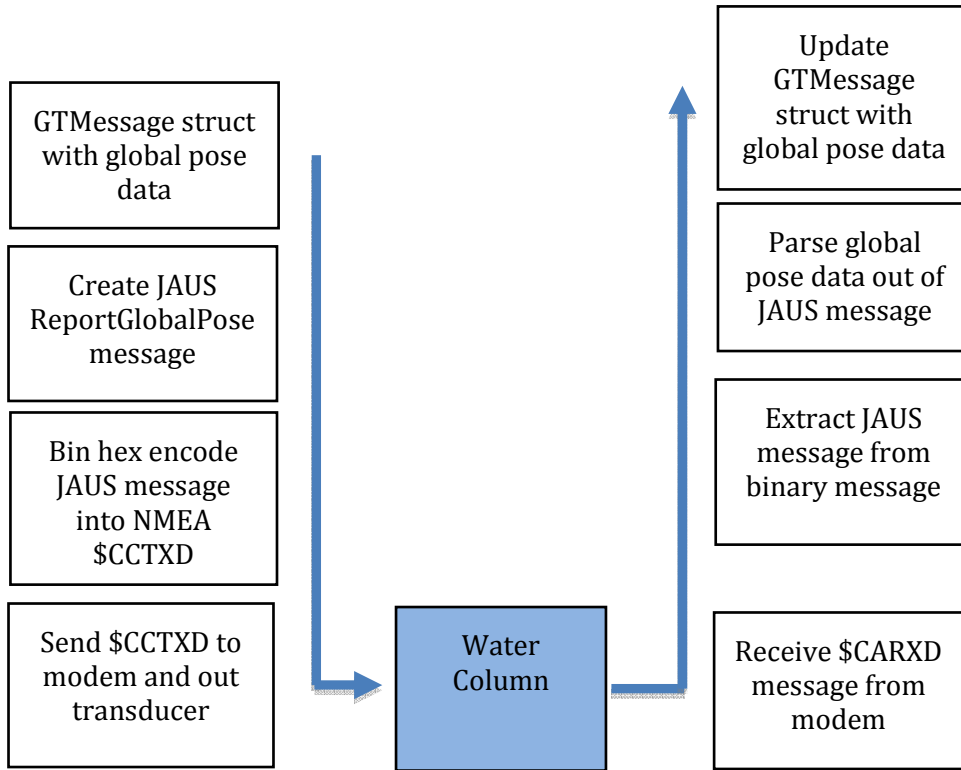 GTMessage struct
with global pose
data
Create JAUS
ReportGlobalPose
message
Bin hex encode
JAUS message
into NMEA
$CCTXD
Send $CCTXD to
modem and out
transducer
Water
Column
Update
GTMessage
struct with
global pose data
Parse global
pose data out of
JAUS message
Extract JAUS
message from
binary message
Receive $CARXD
message from
modem